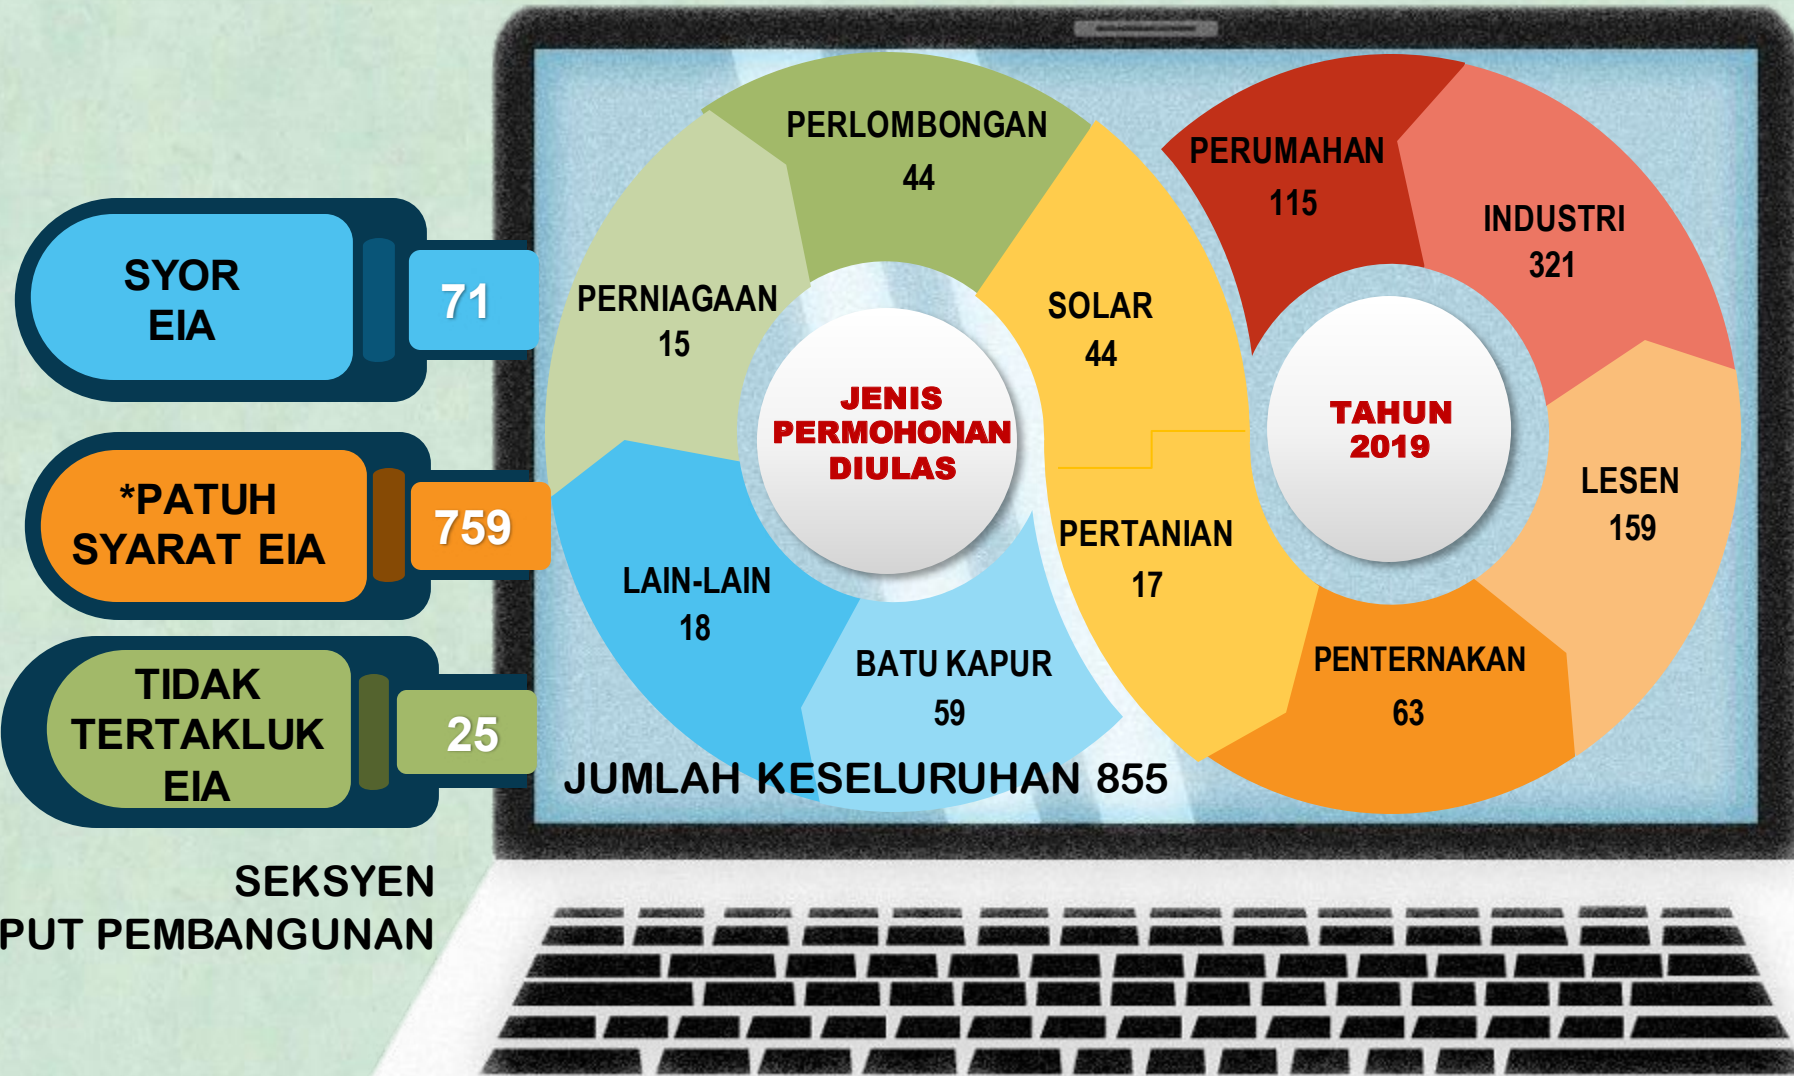 SYOR
EIA
71
*PATUH
SYARAT EIA
759
TIDAK
TERTAKLUK
EIA
25
SEKSYEN
PUT PEMBANGUNAN
JENIS
PERMOHONAN
DIULAS
PERLOMBONGAN
44
PERNIAGAAN
15
LAIN-LAIN
18
BATU KAPUR
59
SOLAR
44
PERTANIAN
17
TAHUN
2019
PERUMAHAN
115
INDUSTRI
321
LESEN
159
PENTERNAKAN
63
JUMLAH KESELURUHAN 855